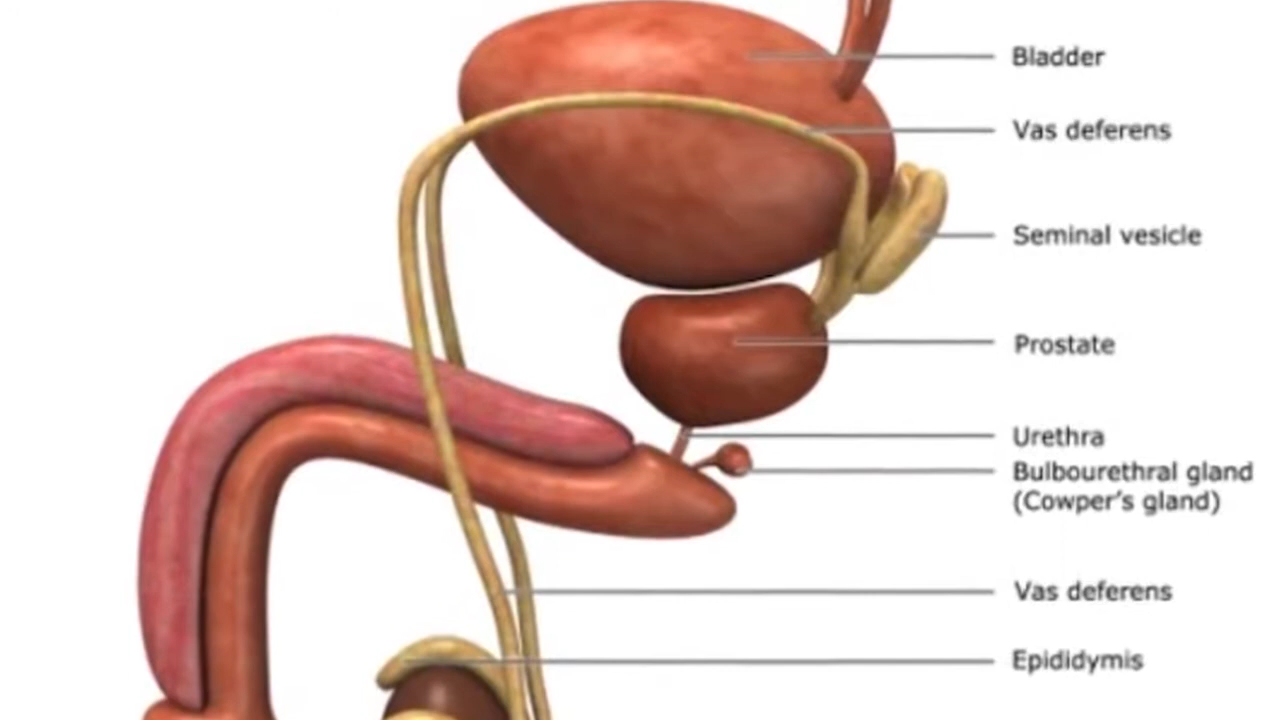 Bladder
Vas deferens
Seminal vesicle
Prostate
Urethra
Bulbourethral gland
(Cowper's gland)
Vas deferens
Epididymis